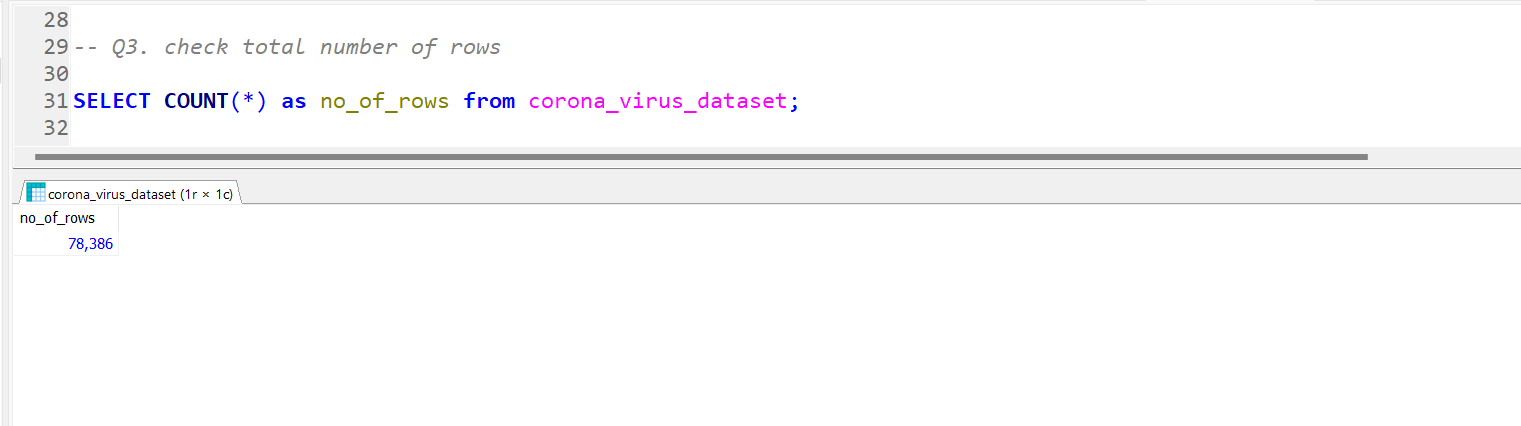 28
29 -- Q3. check total number of rows
30
31 SELECT COUNT(*) as no_of_rows from corona_virus_dataset;
32
corona_virus_dataset (1r × 1c)
no_of_rows
78,386